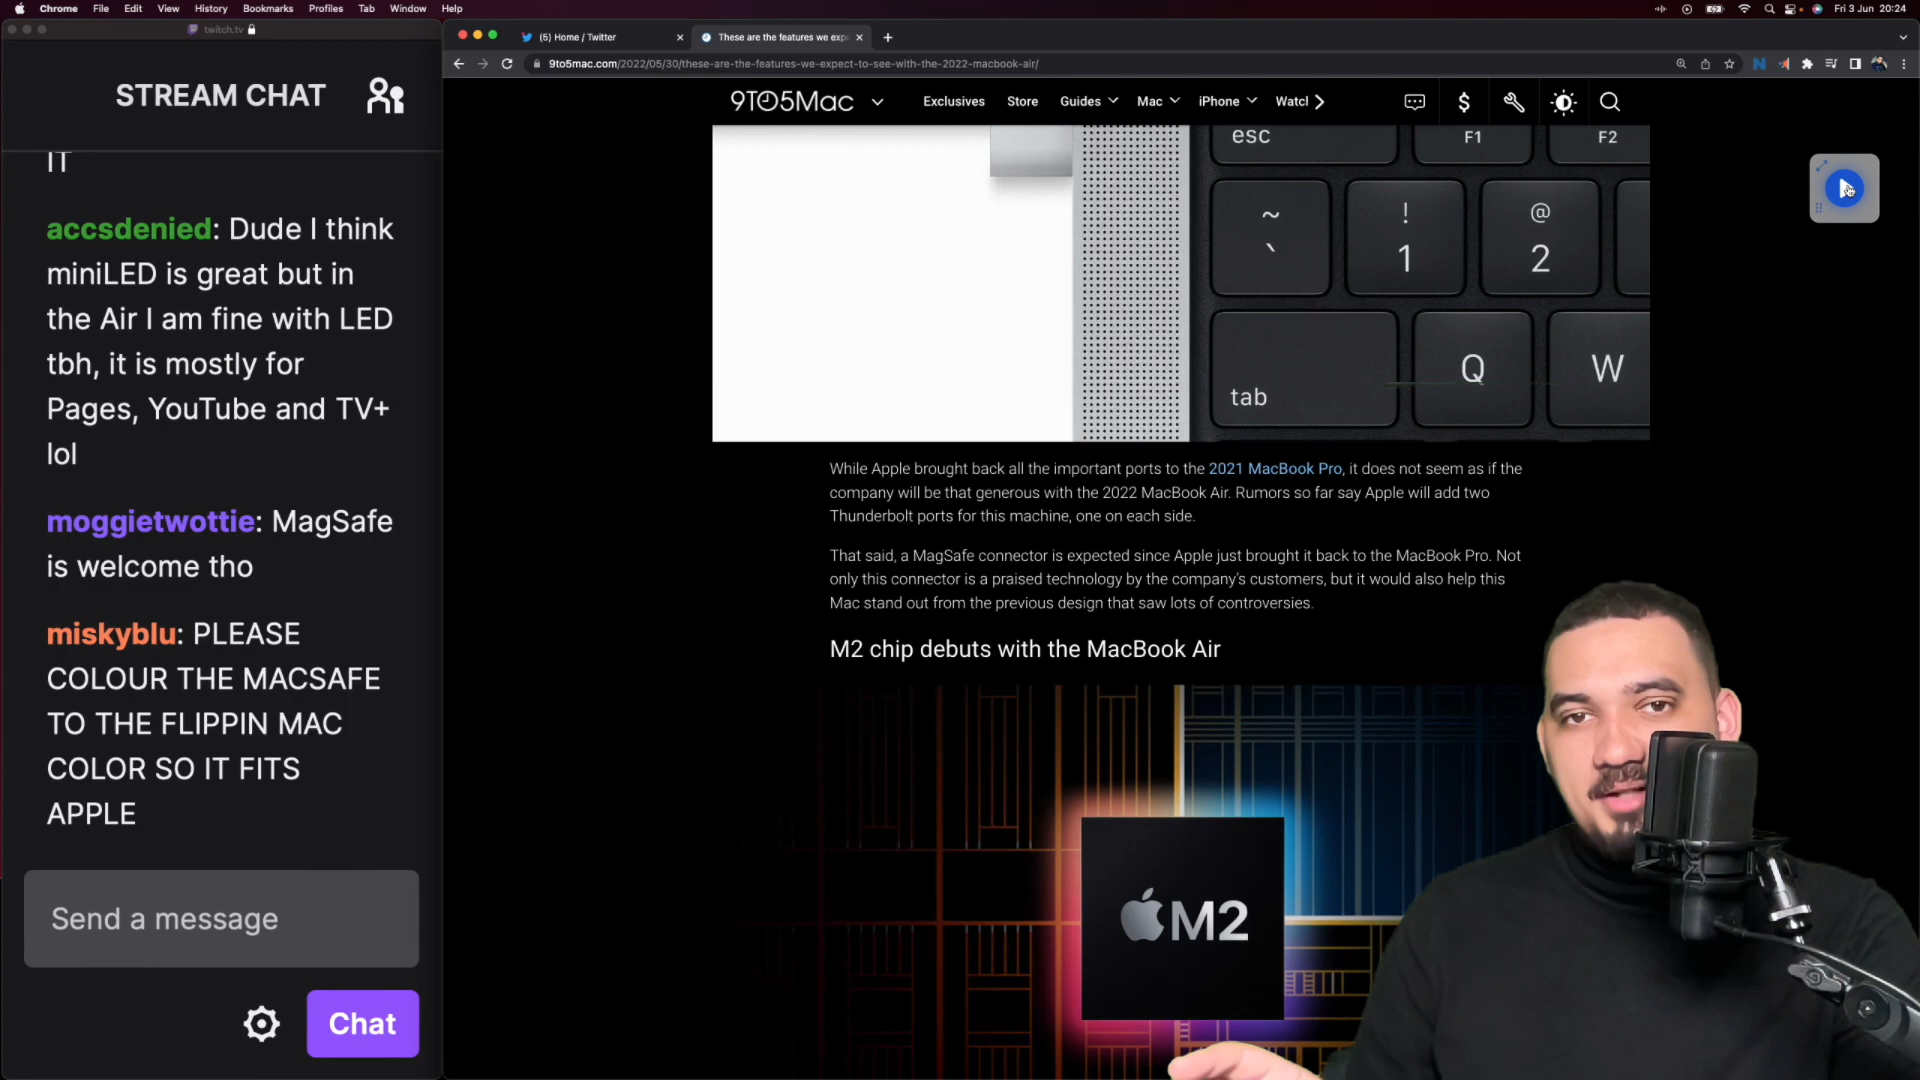 Chrome File Edit View History Bookmarks Profiles Tab Window Help
Fri 3 Jun 20:24
twitch.tv
(5) Home / Twitter
These are the features we exp
9to5mac.com/2022/05/30/these-are-the-features-we-expect-to-see-with-the-2022-macbook-air/
STREAM CHAT
IT
accsdenied: Dude I think
miniLED is great but in
the Air I am fine with LED
tbh, it is mostly for
Pages, YouTube and TV+
lol
moggietwottie: MagSafe
is welcome tho
miskyblu: PLEASE
COLOUR THE MACSAFE
TO THE FLIPPIN MAC
COLOR SO IT FITS
APPLE
Send a message
Chat
9TO5Mac Exclusives Store Guides Mac iPhone Watcl
esc F1 F2
~ ! @
` 1 2
tab Q W
While Apple brought back all the important ports to the 2021 MacBook Pro, it does not seem as if the
company will be that generous with the 2022 MacBook Air. Rumors so far say Apple will add two
Thunderbolt ports for this machine, one on each side.
That said, a MagSafe connector is expected since Apple just brought it back to the MacBook Pro. Not
only this connector is a praised technology by the company's customers, but it would also help this
Mac stand out from the previous design that saw lots of controversies.
M2 chip debuts with the MacBook Air
M2